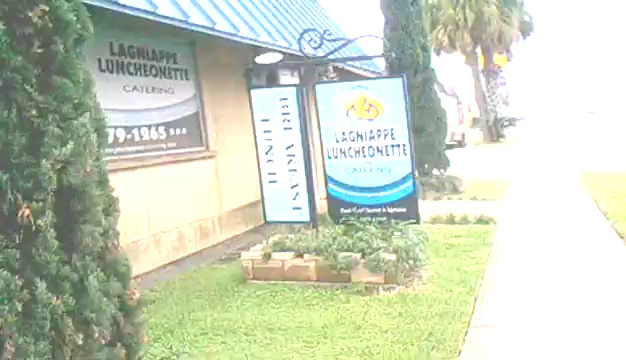 LAGNIAPPE
LUNCHEONETTE
CATERING
79-1265
LUNCH
BREAKFAST
LAGNIAPPE
LUNCHEONETTE
CATERING